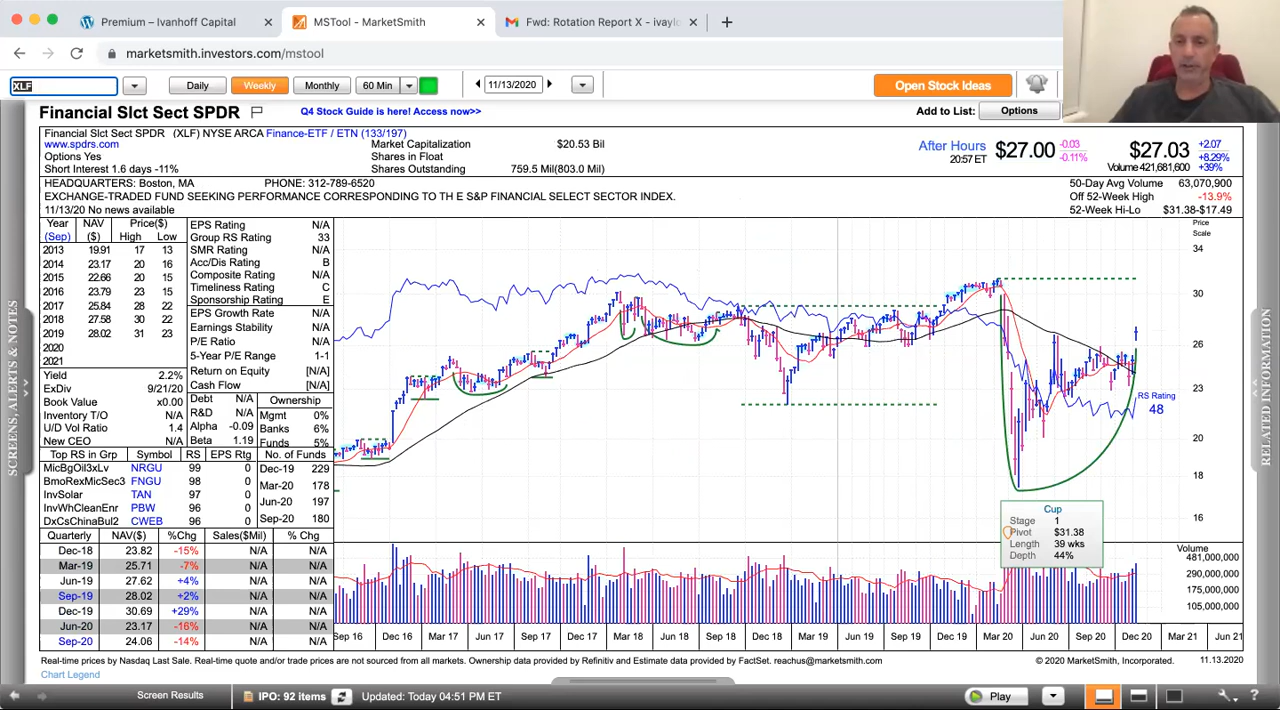 Premium – Ivanhoff Capital
MSTool - MarketSmith
Fwd: Rotation Report X - ivaylo
marketsmith.investors.com/mstool
XLF
Daily
Weekly
Monthly
60 Min
11/13/2020
Open Stock Ideas
Financial Slct Sect SPDR
Q4 Stock Guide is here! Access now>>
Add to List:
Options
Financial Slct Sect SPDR (XLF) NYSE ARCA Finance-ETF / ETN (133/197)
www.spdrs.com
Options Yes
Short Interest 1.6 days -11%
Market Capitalization $20.53 Bil
Shares in Float
Shares Outstanding 759.5 Mil(803.0 Mil)
After Hours
20:57 ET
$27.00
-0.03
-0.11%
$27.03
+2.07
+8.29%
Volume 421,681,600 +39%
HEADQUARTERS: Boston, MA PHONE: 312-789-6520
EXCHANGE-TRADED FUND SEEKING PERFORMANCE CORRESPONDING TO TH E S&P FINANCIAL SELECT SECTOR INDEX.
11/13/20 No news available
50-Day Avg Volume 63,070,900
Off 52-Week High -13.9%
52-Week Hi-Lo $31.38-$17.49
Year NAV Price($)
(Sep) ($) High Low
2013 19.91 17 13
2014 23.17 20 16
2015 22.66 20 15
2016 23.79 23 15
2017 25.84 28 22
2018 27.58 30 22
2019 28.02 31 23
2020
2021
Yield 2.2%
ExDiv 9/21/20
Book Value x0.00
Inventory T/O N/A
U/D Vol Ratio 1.4
New CEO N/A
EPS Rating N/A
Group RS Rating 33
SMR Rating N/A
Acc/Dis Rating B
Composite Rating N/A
Timeliness Rating C
Sponsorship Rating E
EPS Growth Rate N/A
Earnings Stability N/A
P/E Ratio N/A
5-Year P/E Range 1-1
Return on Equity [N/A]
Cash Flow [N/A]
Debt N/A
R&D N/A
Alpha -0.09
Beta 1.19
Ownership
Mgmt 0%
Banks 6%
Funds 5%
Top RS in Grp Symbol RS EPS Rtg
MicBgOil3xLv NRGU 99 0
BmoRexMicSec3 FNGU 98 0
InvSolar TAN 97 0
InvWhCleanEnr PBW 96 0
DxCsChinaBul2 CWEB 96 0
No. of Funds
Dec-19 229
Mar-20 178
Jun-20 197
Sep-20 180
Quarterly NAV($) %Chg Sales($Mil) % Chg
Dec-18 23.82 -15% N/A N/A
Mar-19 25.71 -7% N/A N/A
Jun-19 27.62 +4% N/A N/A
Sep-19 28.02 +2% N/A N/A
Dec-19 30.69 +29% N/A N/A
Jun-20 23.17 -16% N/A N/A
Sep-20 24.06 -14% N/A N/A
Price
Scale
34
30
26
23
20
18
16
RS Rating
48
Cup
Stage 1
Pivot $31.38
Length 39 wks
Depth 44%
Volume
481,000,000
290,000,000
175,000,000
105,000,000
Sep 16 Dec 16 Mar 17 Jun 17 Sep 17 Dec 17 Mar 18 Jun 18 Sep 18 Dec 18 Mar 19 Jun 19 Sep 19 Dec 19 Mar 20 Jun 20 Sep 20 Dec 20 Mar 21 Jun 21
Real-time prices by Nasdaq Last Sale. Real-time quote and/or trade prices are not sourced from all markets. Ownership data provided by Refinitiv and Estimate data provided by FactSet. reachus@marketsmith.com
© 2020 MarketSmith, Incorporated.
11.13.2020
Chart Legend
SCREENS, ALERTS & NOTES
RELATED INFORMATION
Screen Results
IPO: 92 items
Updated: Today 04:51 PM ET
Play
?